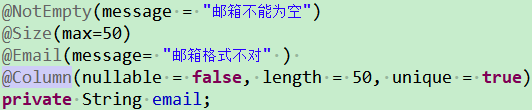 @NotEmpty(message = "邮箱不能为空")
@Size(max=50)
@Email(message= "邮箱格式不对" )
@Column(nullable = false, length = 50, unique = true)
private String email;